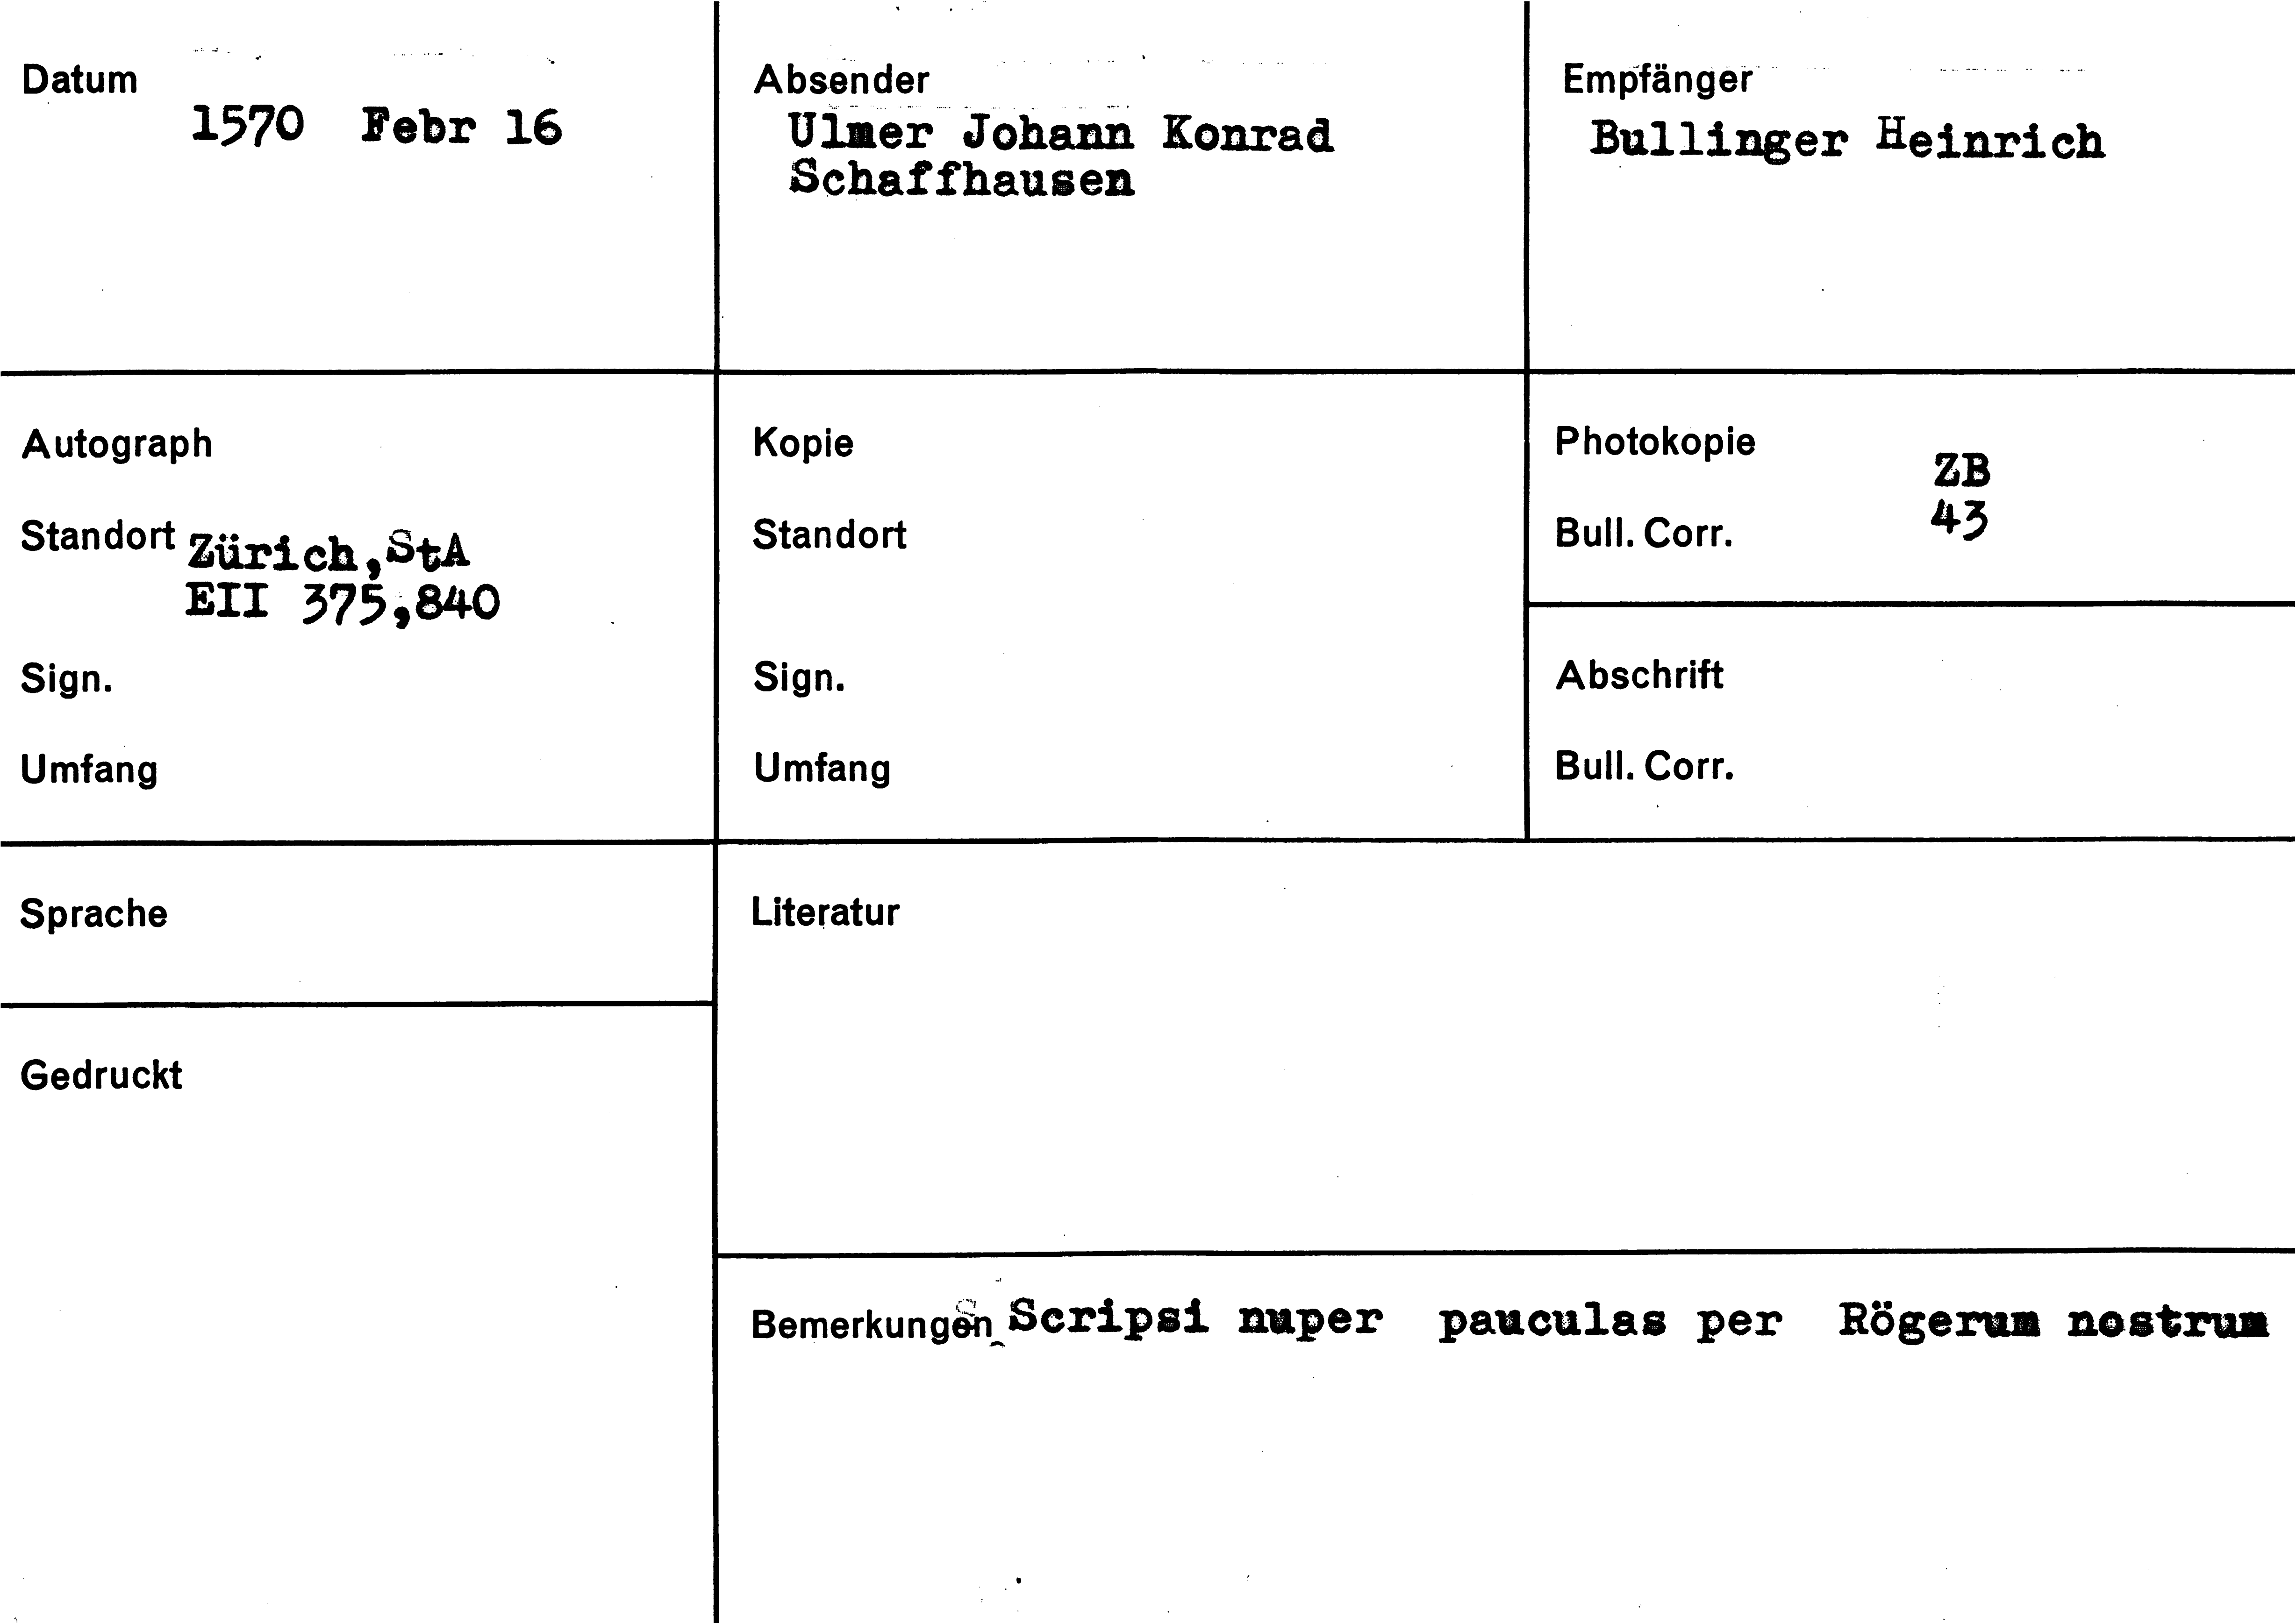 Datum
1570 Febr 16
Absender
Ulmer Johann Konrad
Schaffhausen
Empfänger
Bullinger Heinrich
Autograph
Standort Zürich, StA
EII 375,840
Sign.
Umfang
Kopie
Standort
Sign.
Umfang
Photokopie
ZB
Bull. Corr. 43
Abschrift
Bull. Corr.
Sprache
Gedruckt
Literatur
Bemerkungen Scripsi nuper pauculas per Rögerum nostrum